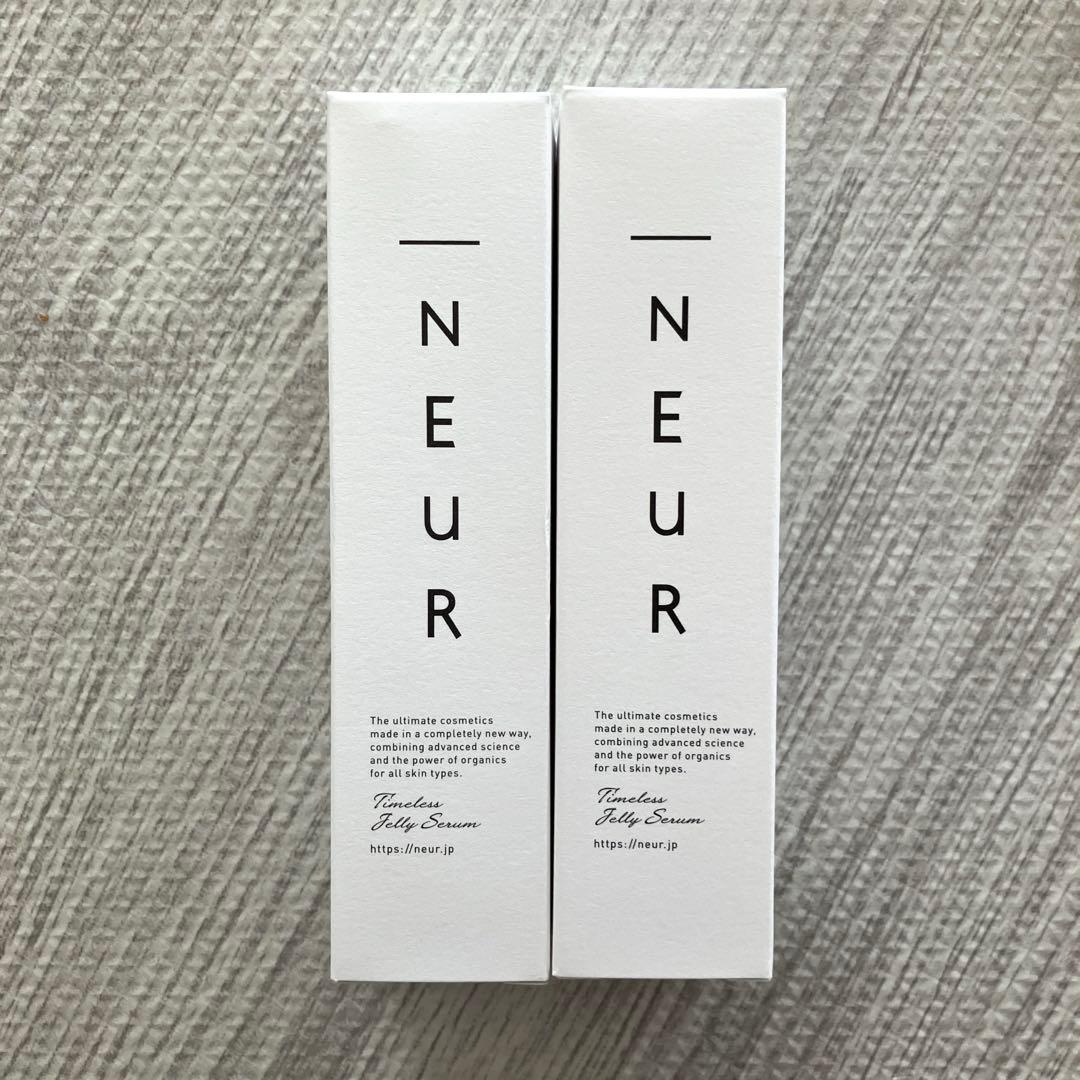 NEUR
The ultimate cosmetics
made in a completely new way,
combining advanced science
and the power of organics
for all skin types.
Timeless
Jelly Serum
https://neur.jp
NEUR
The ultimate cosmetics
made in a completely new way,
combining advanced science
and the power of organics
for all skin types.
Timeless
Jelly Serum
https://neur.jp